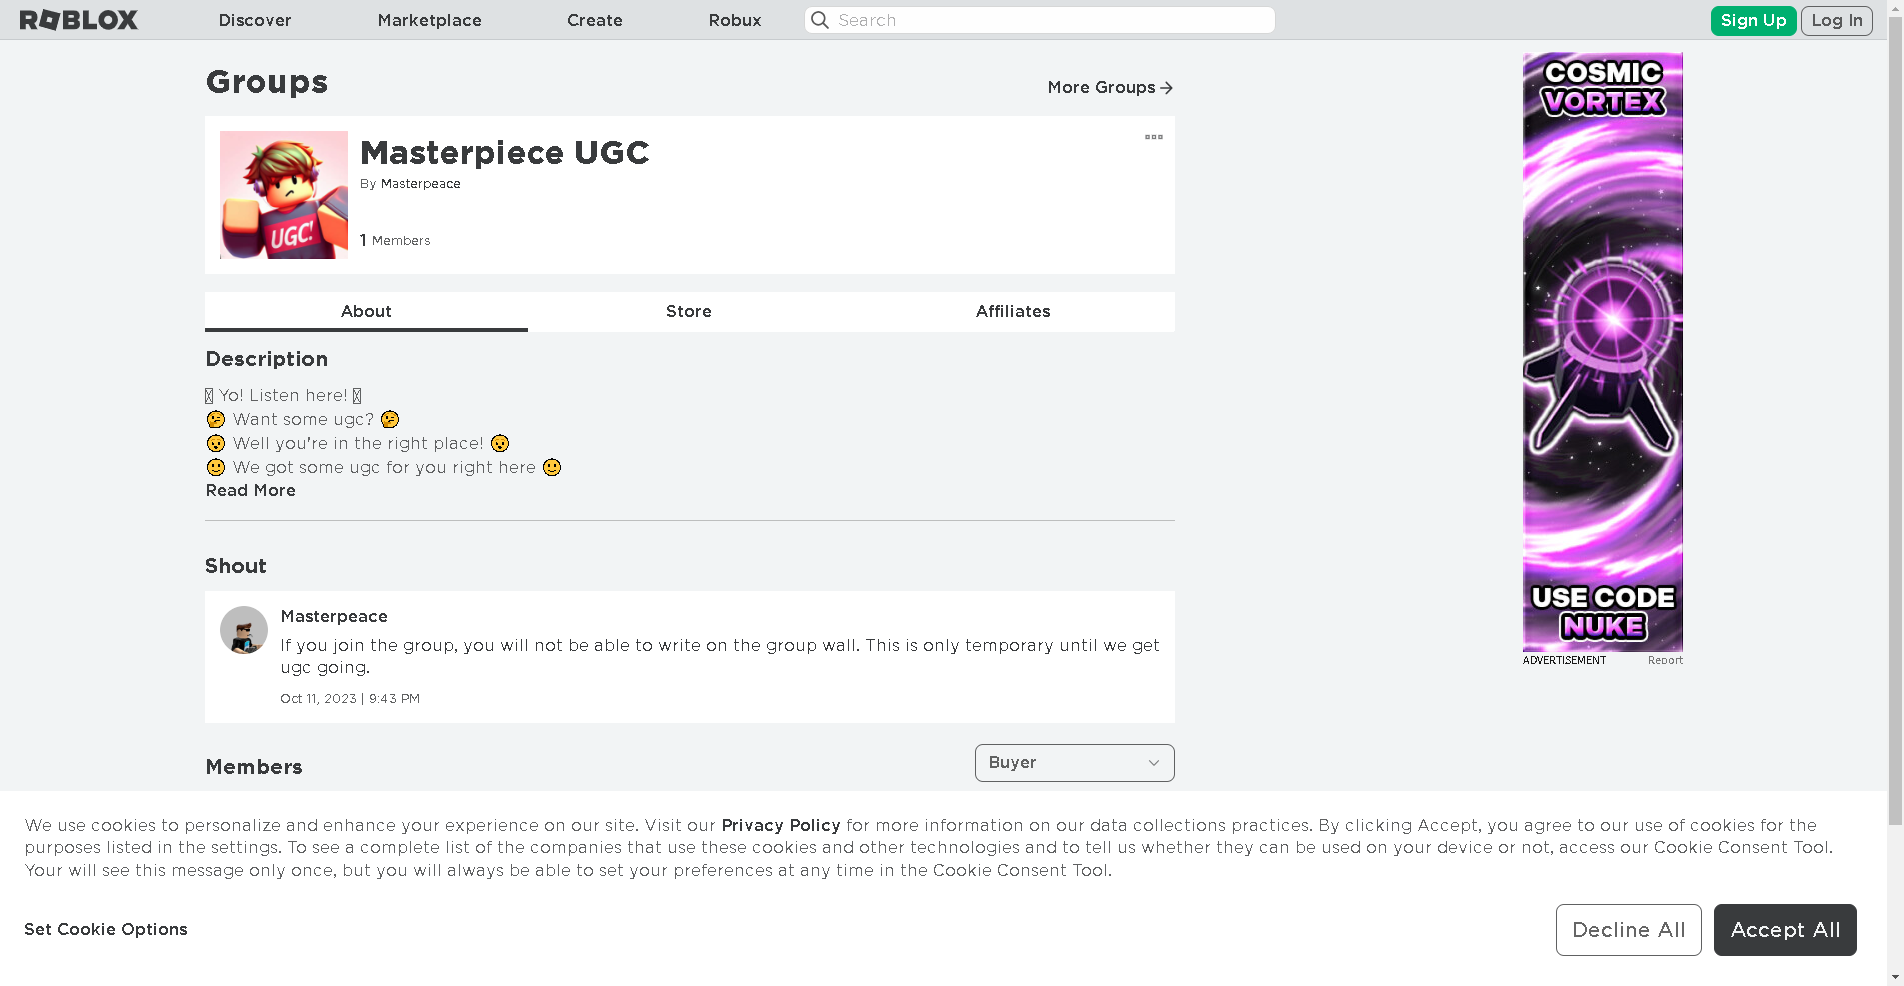 ROBLOX Discover Marketplace Create Robux Search Sign Up Log In
Groups
More Groups
Masterpiece UGC
By Masterpeace
1 Members
UGC!
About Store Affiliates
Description
Yo! Listen here!
🤔 Want some ugc? 🤔
😮 Well you're in the right place! 😮
🙂 We got some ugc for you right here 🙂
Read More
Shout
Masterpeace
If you join the group, you will not be able to write on the group wall. This is only temporary until we get
ugc going.
Oct 11, 2023 | 9:43 PM
Members
Buyer
COSMIC
VORTEX
USE CODE
NUKE
ADVERTISEMENT Report
We use cookies to personalize and enhance your experience on our site. Visit our Privacy Policy for more information on our data collections practices. By clicking Accept, you agree to our use of cookies for the
purposes listed in the settings. To see a complete list of the companies that use these cookies and other technologies and to tell us whether they can be used on your device or not, access our Cookie Consent Tool.
Your will see this message only once, but you will always be able to set your preferences at any time in the Cookie Consent Tool.
Set Cookie Options
Decline All
Accept All